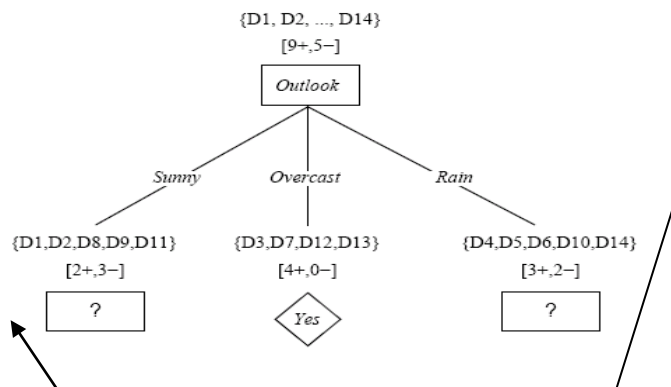 {D1, D2, ..., D14}
[9+,5−]
Outlook
Sunny Overcast Rain
{D1,D2,D8,D9,D11} {D3,D7,D12,D13} {D4,D5,D6,D10,D14}
[2+,3−] [4+,0−] [3+,2−]
? Yes ?